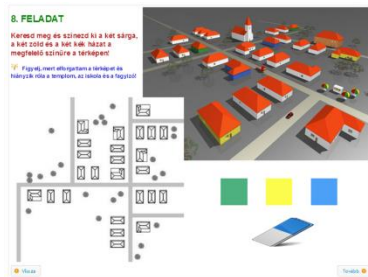 8. FELADAT
Keresd meg és színezd ki a két sárga,
a két zöld és a két kék házat a
megfelelő színűre a térképen!
Figyelj, mert elforgattam a térképet és
hiányzik róla a templom, az iskola és a fagyizó!
Vissza
Tovább